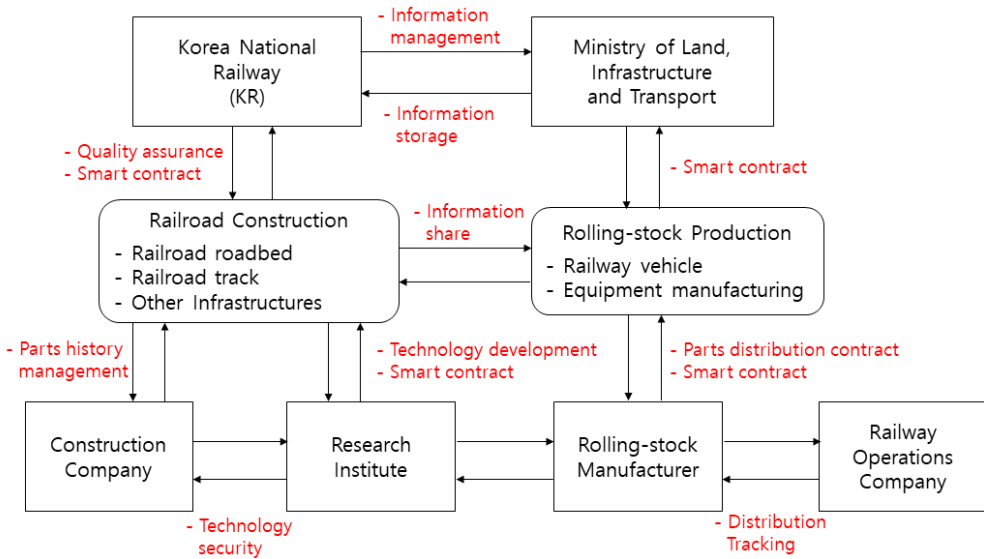 Korea National
Railway
(KR)
- Information
management
Ministry of Land,
Infrastructure
and Transport
- Information
storage
- Quality assurance
- Smart contract
- Smart contract
Railroad Construction
- Railroad roadbed
- Railroad track
- Other Infrastructures
- Information
share
Rolling-stock Production
- Railway vehicle
- Equipment manufacturing
- Parts history
management
- Technology development
- Smart contract
- Parts distribution contract
- Smart contract
Construction
Company
Research
Institute
Rolling-stock
Manufacturer
Railway
Operations
Company
- Technology
security
- Distribution
Tracking